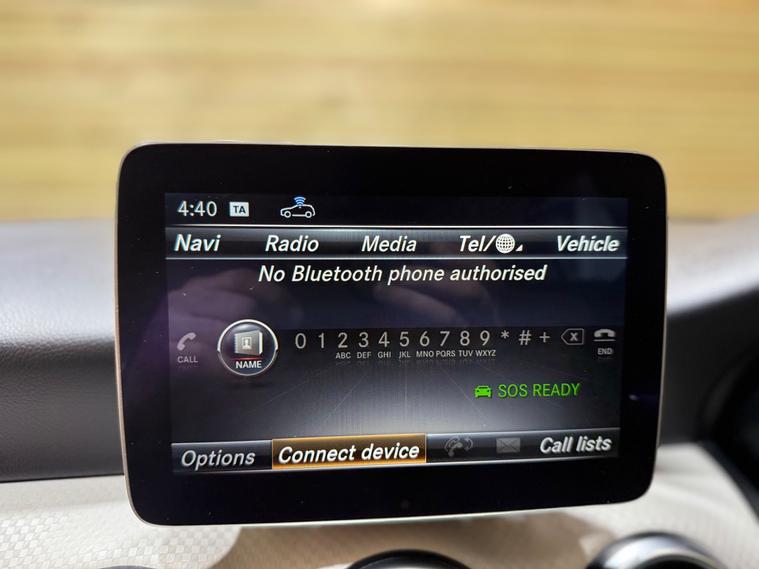 4:40 TA
Navi Radio Media Tel/ Vehicle
No Bluetooth phone authorised
CALL NAME 0 1 2 3 4 5 6 7 8 9 * # + X END
ABC DEF GHI JKL MNO PQRS TUV WXYZ
SOS READY
Options Connect device Call lists